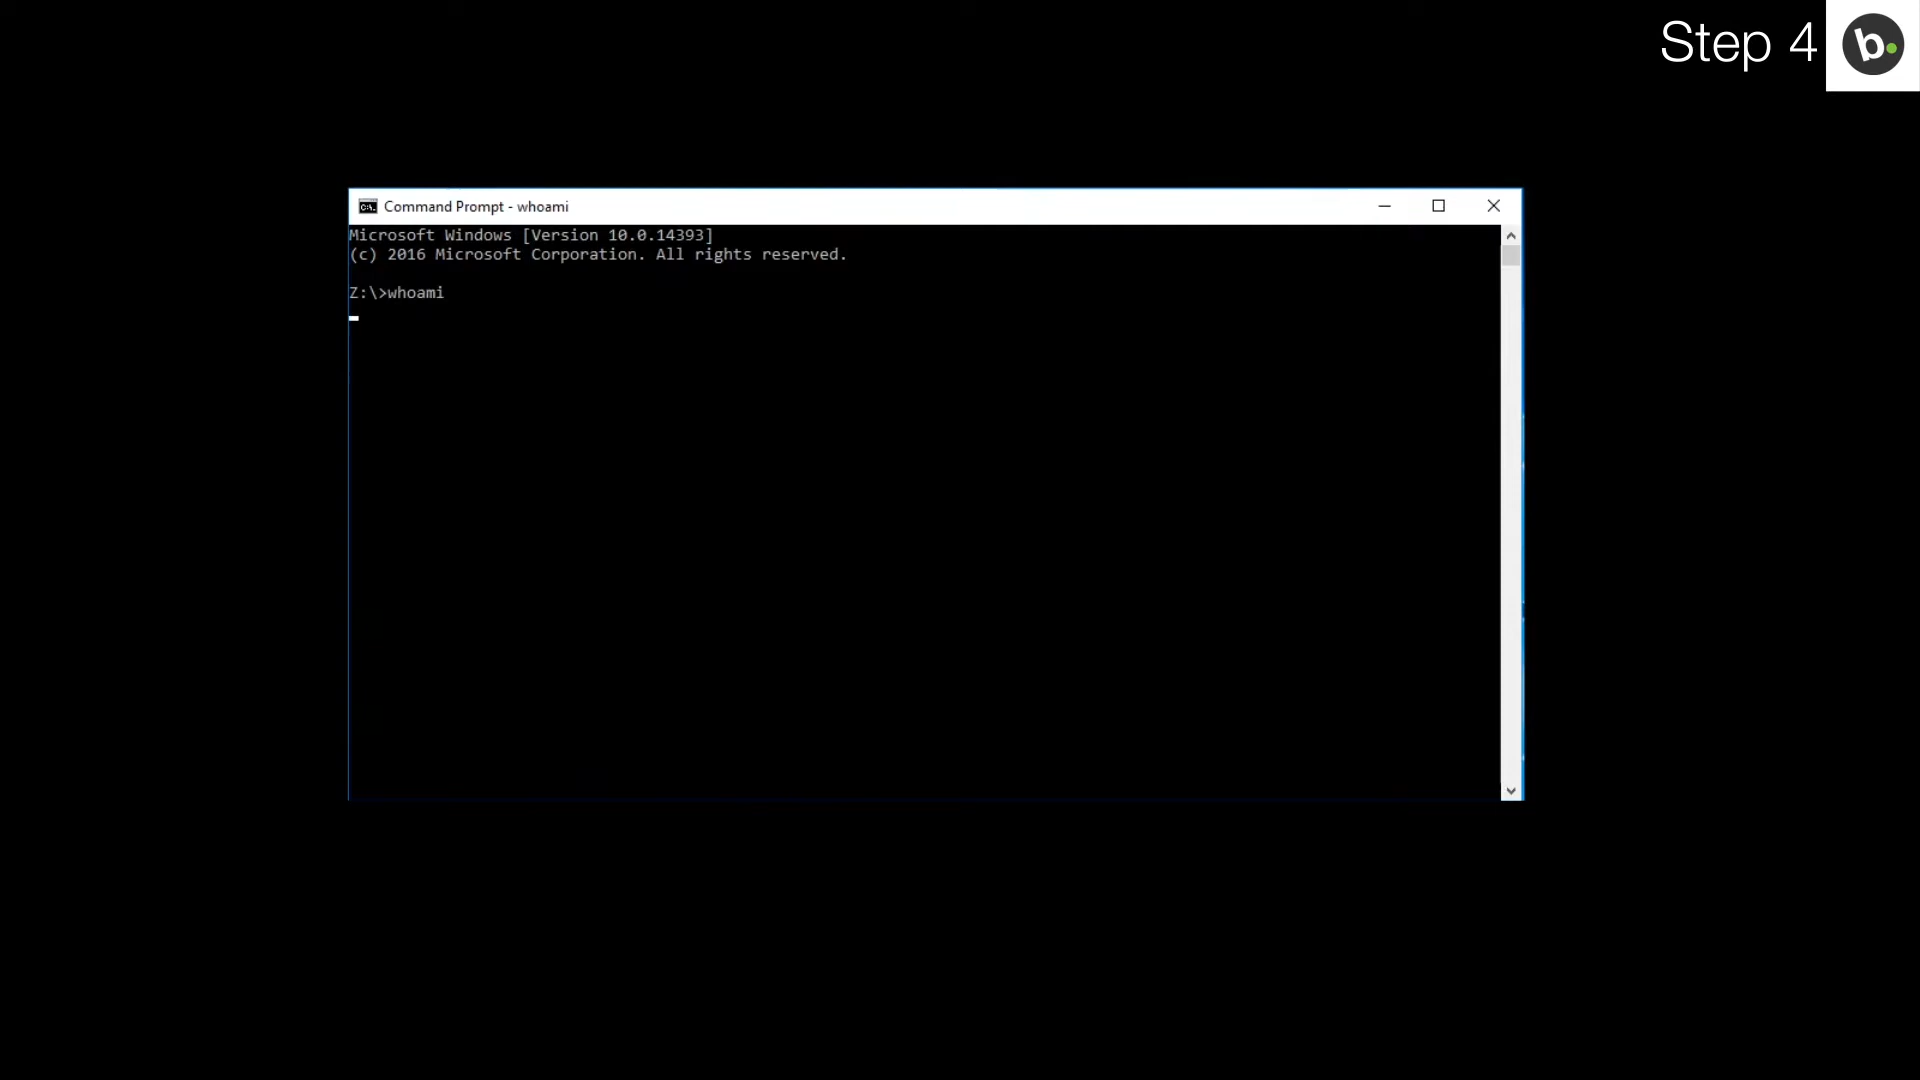 Step 4
b.
Command Prompt - whoami
Microsoft Windows [Version 10.0.14393]
(c) 2016 Microsoft Corporation. All rights reserved.
Z:\>whoami